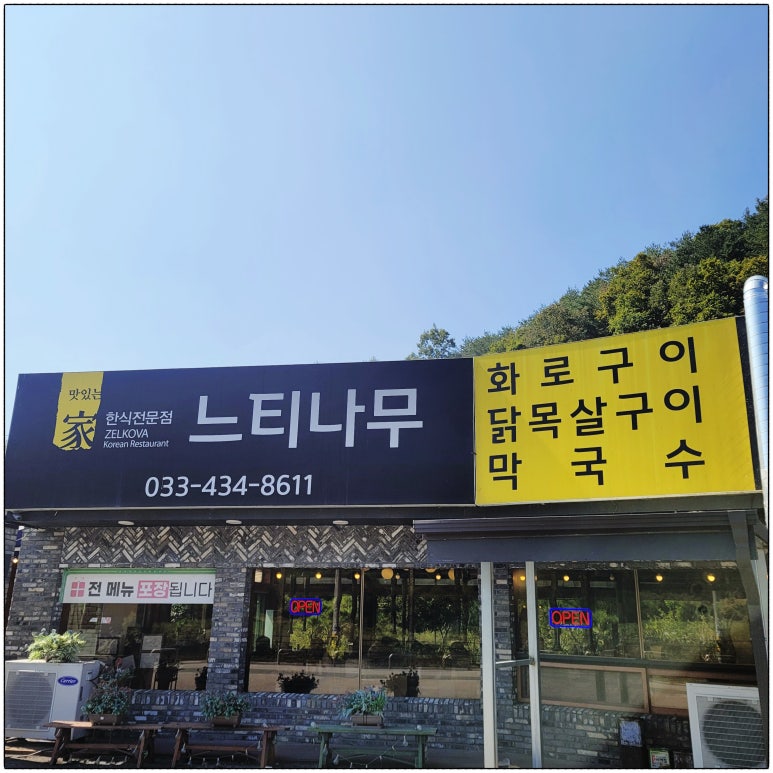 맛있는
家
한식전문점
ZELKOVA
Korean Restaurant
느티나무
033-434-8611
화로구이
닭목살구이
막국수
전 메뉴 포장됩니다
OPEN
OPEN
Carrier